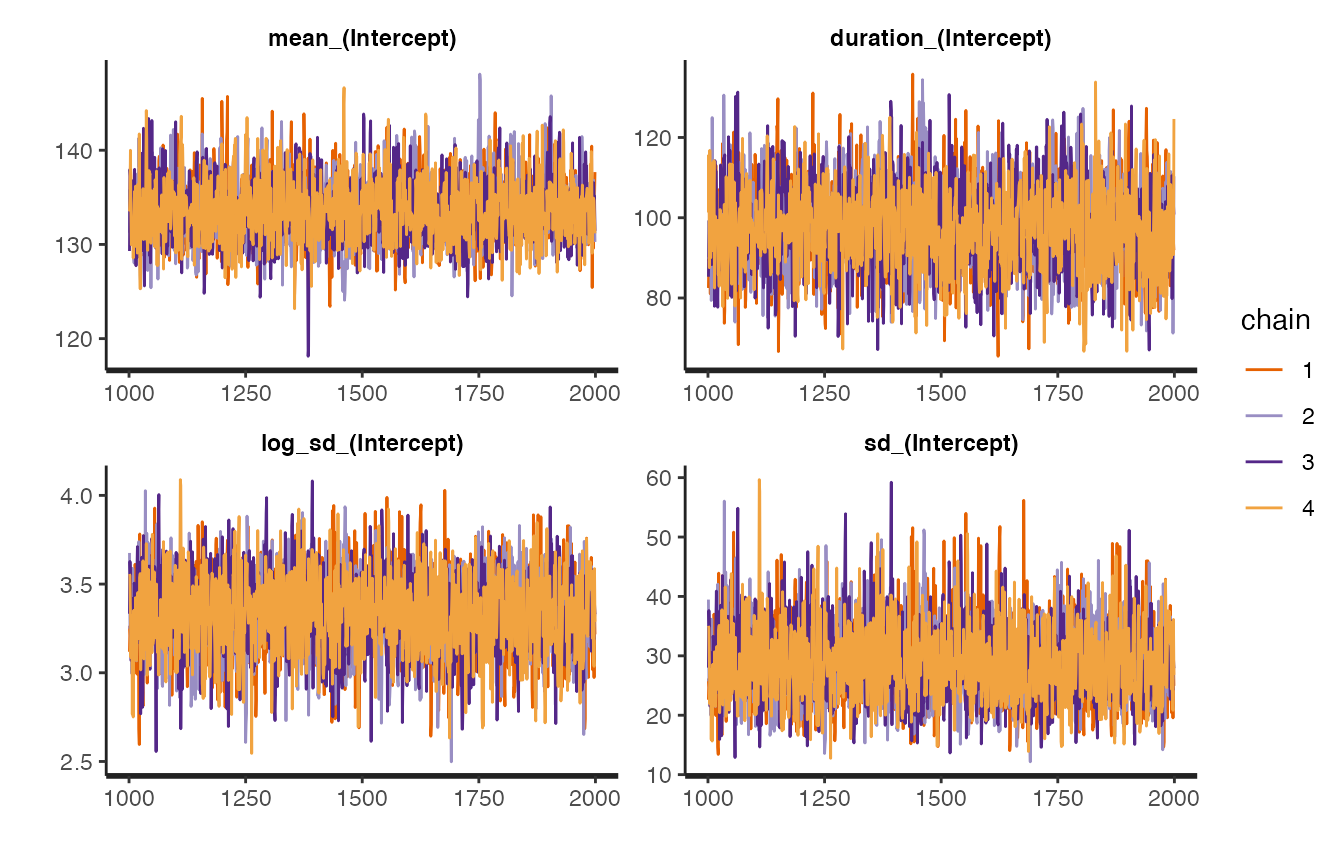 mean_(Intercept)
duration_(Intercept)
140
130
120
120
100
80
1000 1250 1500 1750 2000
1000 1250 1500 1750 2000
log_sd_(Intercept)
sd_(Intercept)
4.0
3.5
3.0
2.5
60
50
40
30
20
10
1000 1250 1500 1750 2000
1000 1250 1500 1750 2000
chain
1
2
3
4